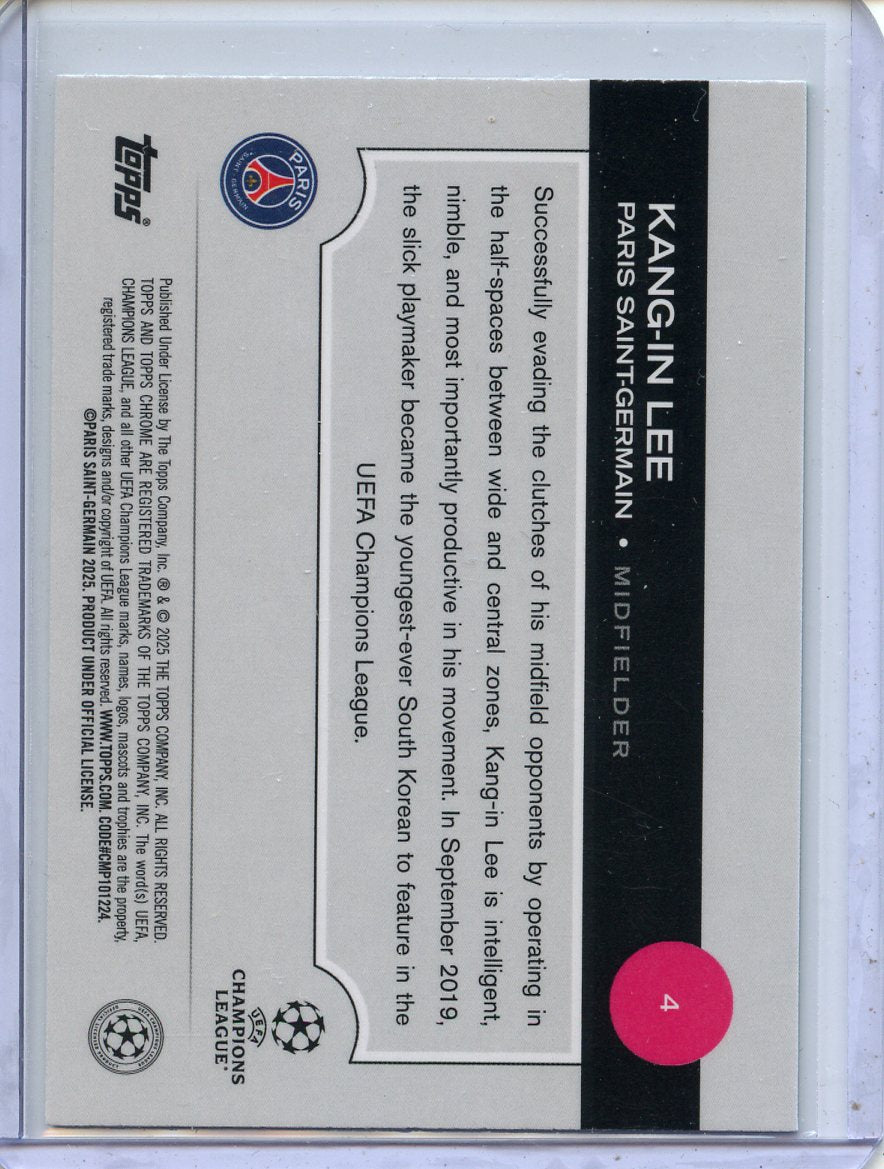 KANG-IN LEE
PARIS SAINT-GERMAIN • MIDFIELDER
4
Successfully evading the clutches of his midfield opponents by operating in
the half-spaces between wide and central zones, Kang-in Lee is intelligent,
nimble, and most importantly productive in his movement. In September 2019,
the slick playmaker became the youngest-ever South Korean to feature in the
UEFA Champions League.
PARIS
SAINT-GERMAIN
UEFA
CHAMPIONS
LEAGUE®
topps®
Published Under License by The Topps Company, Inc. ® & © 2025 THE TOPPS COMPANY, INC. ALL RIGHTS RESERVED.
TOPPS AND TOPPS CHROME ARE REGISTERED TRADEMARKS OF THE TOPPS COMPANY, INC. The word(s) UEFA,
CHAMPIONS LEAGUE, and all other UEFA Champions League marks, names, logos, mascots and trophies are the property,
registered trade marks, designs and/or copyright of UEFA. All rights reserved. WWW.TOPPS.COM. CODE#CMP101224.
©PARIS SAINT-GERMAIN 2025. PRODUCT UNDER OFFICIAL LICENSE.